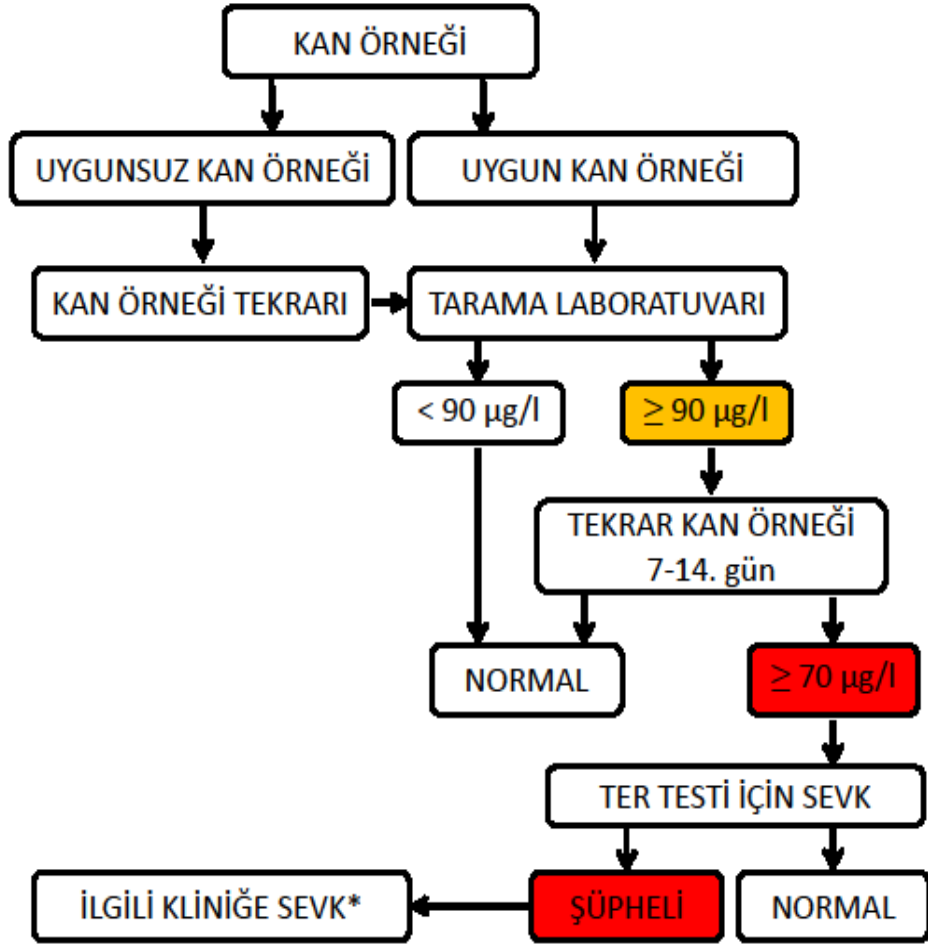 KAN ÖRNEĞİ
UYGUNSUZ KAN ÖRNEĞİ
UYGUN KAN ÖRNEĞİ
KAN ÖRNEĞİ TEKRARI
TARAMA LABORATUVARI
< 90 µg/l
≥ 90 µg/l
TEKRAR KAN ÖRNEĞİ
7-14. gün
NORMAL
≥ 70 µg/l
TER TESTİ İÇİN SEVK
İLGİLİ KLİNİĞE SEVK*
ŞÜPHELİ
NORMAL